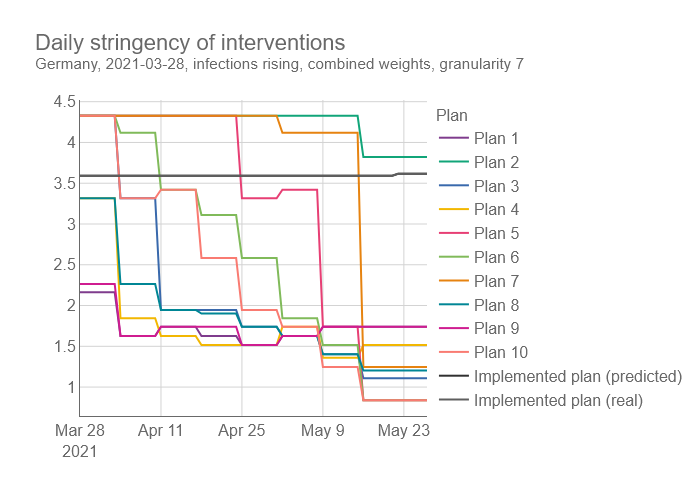 Daily stringency of interventions
Germany, 2021-03-28, infections rising, combined weights, granularity 7
4.5
4
3.5
3
2.5
2
1.5
1
Mar 28
2021
Apr 11
Apr 25
May 9
May 23
Plan
Plan 1
Plan 2
Plan 3
Plan 4
Plan 5
Plan 6
Plan 7
Plan 8
Plan 9
Plan 10
Implemented plan (predicted)
Implemented plan (real)